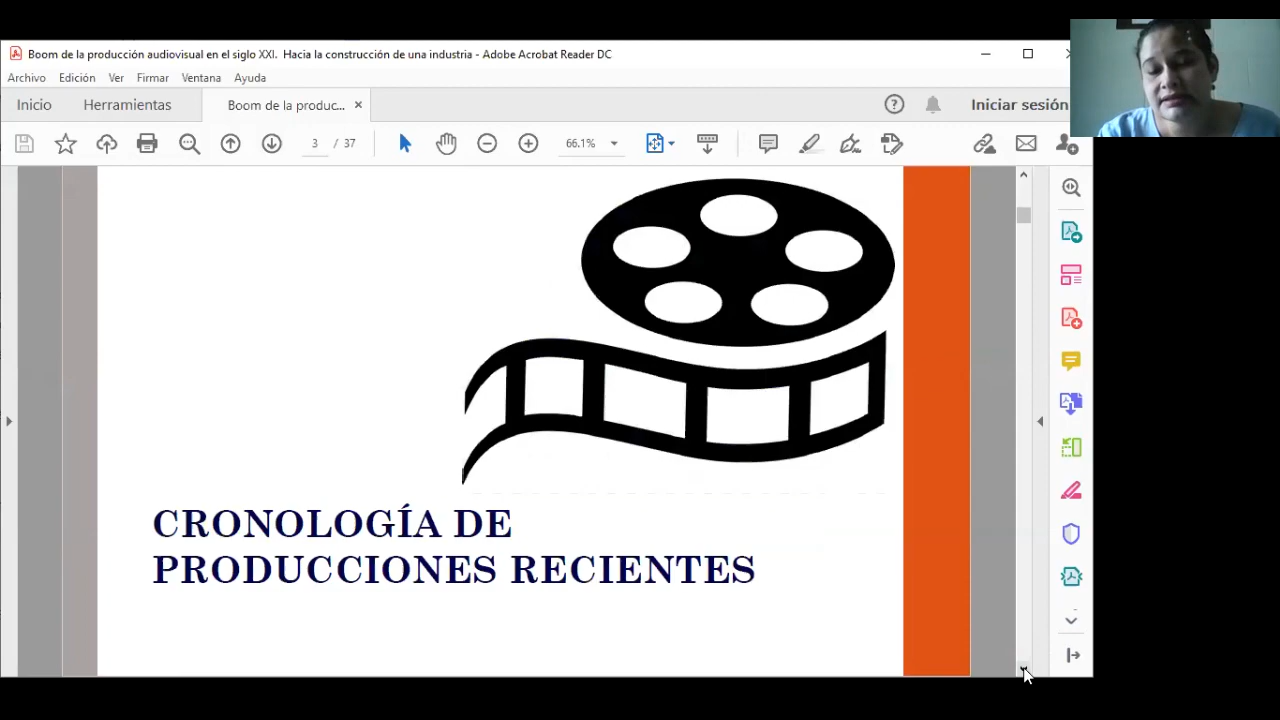 Boom de la producción audiovisual en el siglo XXI. Hacia la construcción de una industria - Adobe Acrobat Reader DC
Archivo Edición Ver Firmar Ventana Ayuda
Inicio Herramientas Boom de la produc... Iniciar sesión
3 / 37 66.1%
CRONOLOGÍA DE
PRODUCCIONES RECIENTES